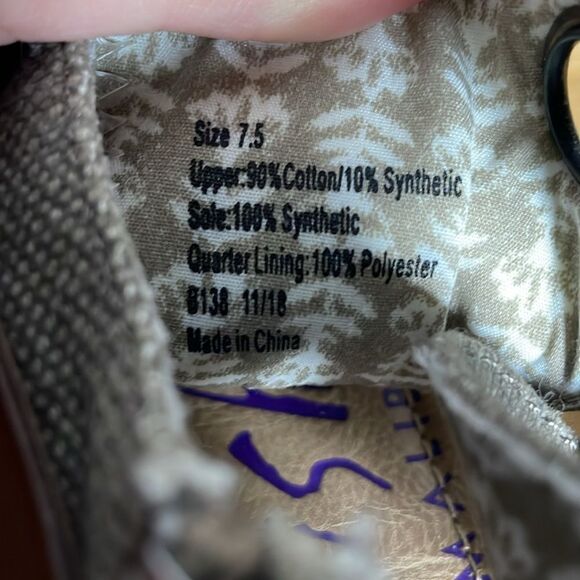 Size 7.5
Upper:90%Cotton/10% Synthetic
Sole:100% Synthetic
Quarter Lining:100% Polyester
B138 11/18
Made in China